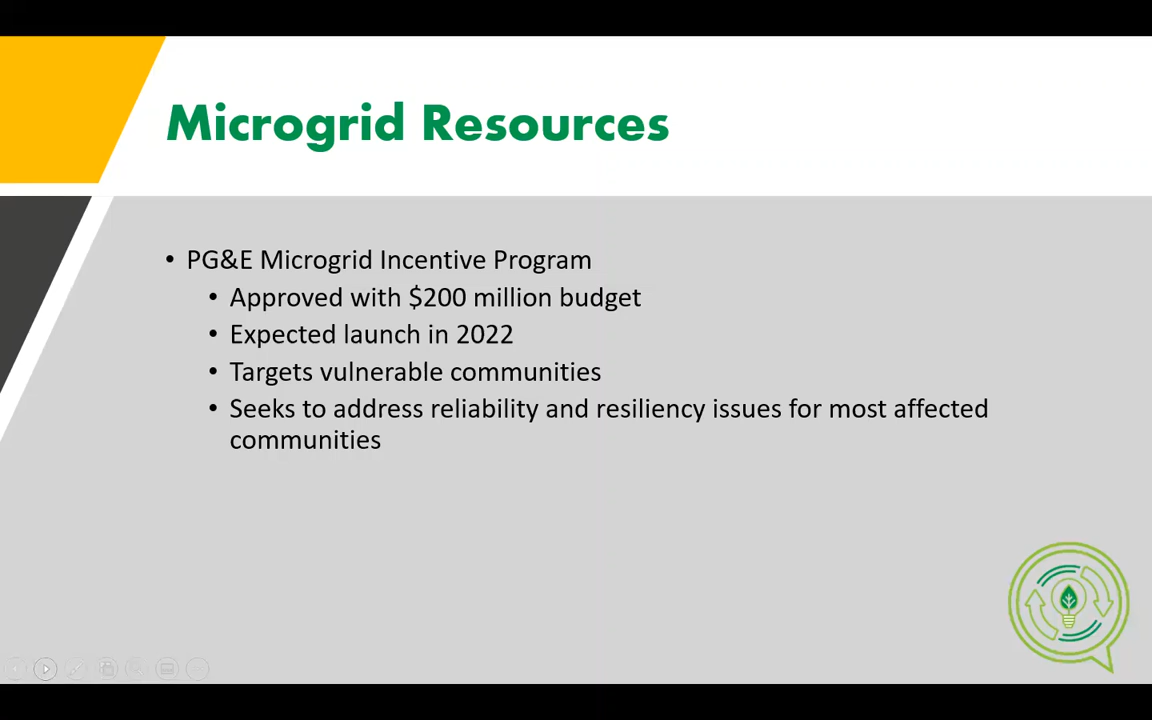 Microgrid Resources
• PG&E Microgrid Incentive Program
• Approved with $200 million budget
• Expected launch in 2022
• Targets vulnerable communities
• Seeks to address reliability and resiliency issues for most affected
communities